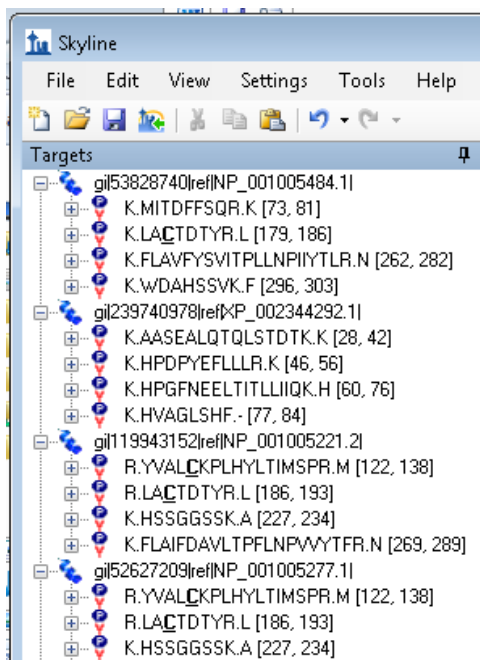 Skyline
File Edit View Settings Tools Help
Targets
gi|53828740|ref|NP_001005484.1|
K.MITDFFSQR.K [73, 81]
K.LACTDTYR.L [179, 186]
K.FLAVFYSVITPLLNPIIYTLR.N [262, 282]
K.WDAHSSVK.F [296, 303]
gi|239740978|ref|XP_002344292.1|
K.AASEALQTQLSTDTK.K [28, 42]
K.HPDPYEFLLLR.K [46, 56]
K.HPGFNEELTITLLIIQK.H [60, 76]
K.HVAGLSHF.- [77, 84]
gi|119943152|ref|NP_001005221.2|
R.YVALCKPLHYLTIMSPR.M [122, 138]
R.LACTDTYR.L [186, 193]
K.HSSGGSSK.A [227, 234]
K.FLAIFDAVLTPFLNPVVYTFR.N [269, 289]
gi|52627209|ref|NP_001005277.1|
R.YVALCKPLHYLTIMSPR.M [122, 138]
R.LACTDTYR.L [186, 193]
K.HSSGGSSK.A [227, 234]